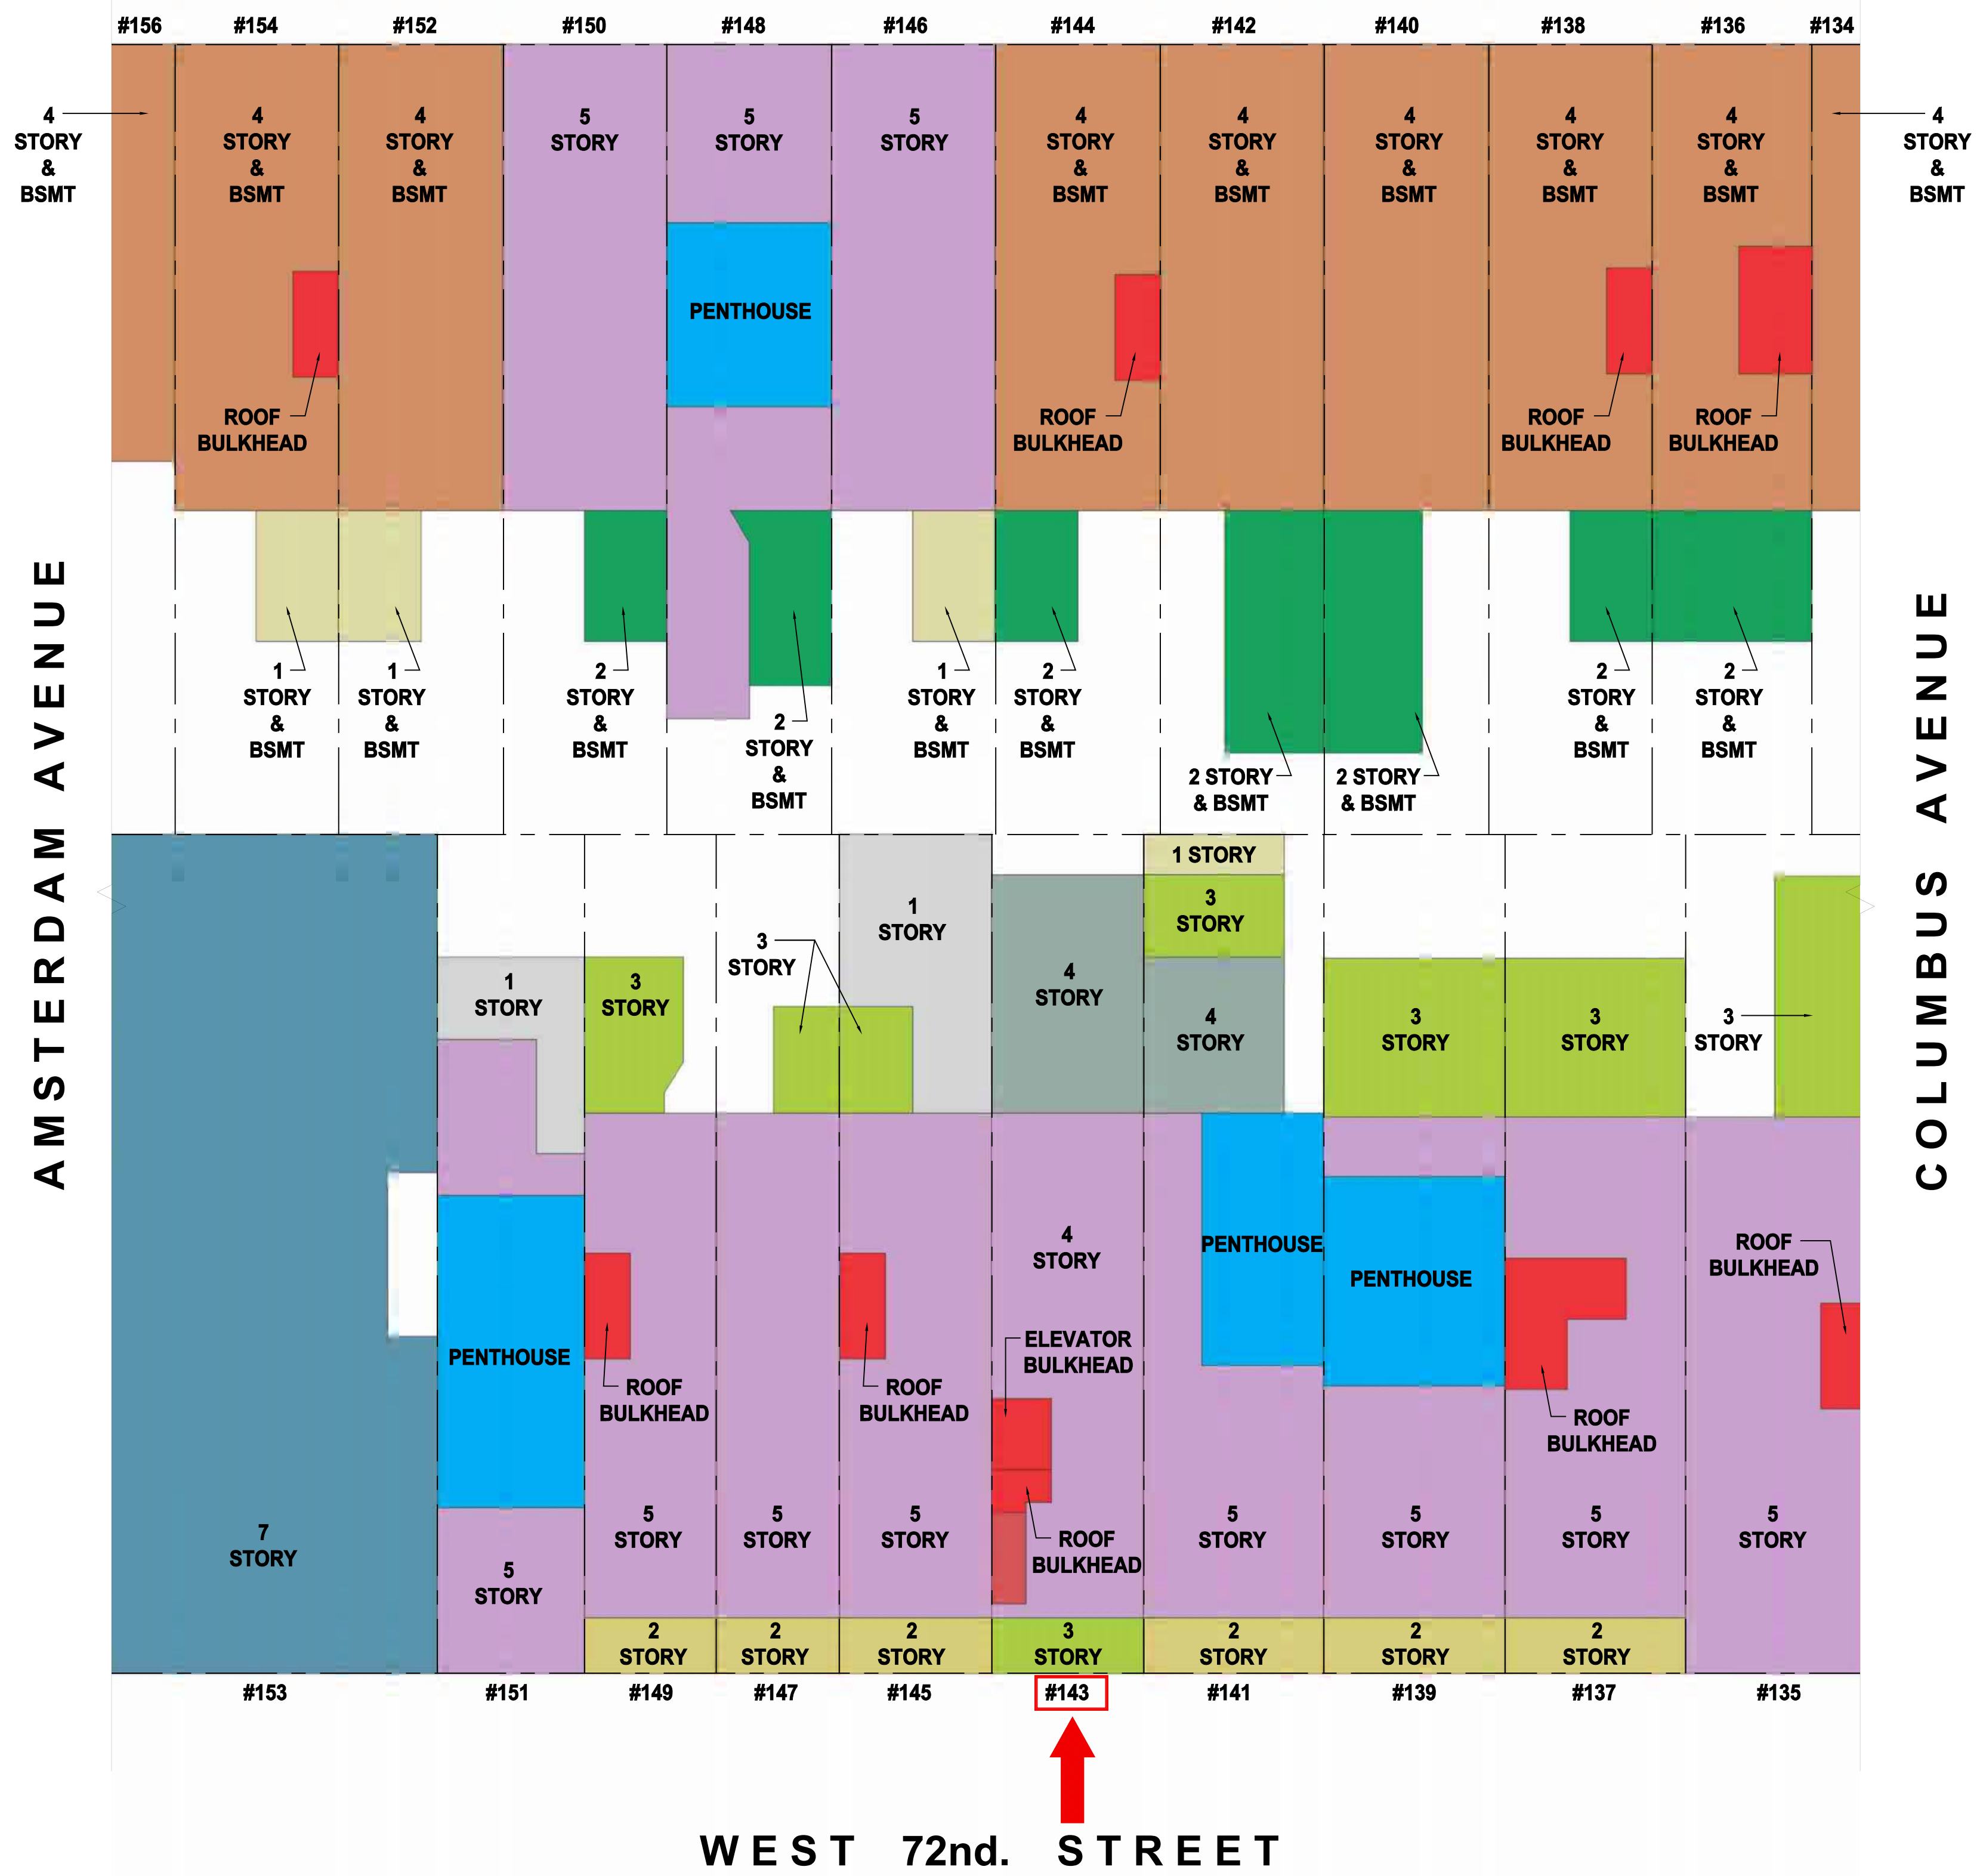 #156 #154 #152 #150 #148 #146 #144 #142 #140 #138 #136 #134
4
STORY
&
BSMT
4
STORY
&
BSMT
4
STORY
&
BSMT
5
STORY
5
STORY
5
STORY
4
STORY
&
BSMT
4
STORY
&
BSMT
4
STORY
&
BSMT
4
STORY
&
BSMT
4
STORY
&
BSMT
4
STORY
&
BSMT
PENTHOUSE
ROOF
BULKHEAD
ROOF
BULKHEAD
ROOF
BULKHEAD
ROOF
BULKHEAD
AMSTERDAM AVENUE
COLUMBUS AVENUE
1
STORY
&
BSMT
1
STORY
&
BSMT
2
STORY
&
BSMT
2
STORY
&
BSMT
1
STORY
&
BSMT
2
STORY
&
BSMT
2 STORY
& BSMT
2 STORY
& BSMT
2
STORY
&
BSMT
2
STORY
&
BSMT
1 STORY
3
STORY
1
STORY
3
STORY
4
STORY
1
STORY
3
STORY
4
STORY
3
STORY
3
STORY
3
STORY
PENTHOUSE
PENTHOUSE
PENTHOUSE
4
STORY
ROOF
BULKHEAD
ELEVATOR
BULKHEAD
ROOF
BULKHEAD
ROOF
BULKHEAD
ROOF
BULKHEAD
ROOF
BULKHEAD
7
STORY
5
STORY
5
STORY
5
STORY
5
STORY
5
STORY
5
STORY
5
STORY
5
STORY
2
STORY
2
STORY
2
STORY
3
STORY
2
STORY
2
STORY
2
STORY
#153 #151 #149 #147 #145 #143 #141 #139 #137 #135
WEST 72nd. STREET